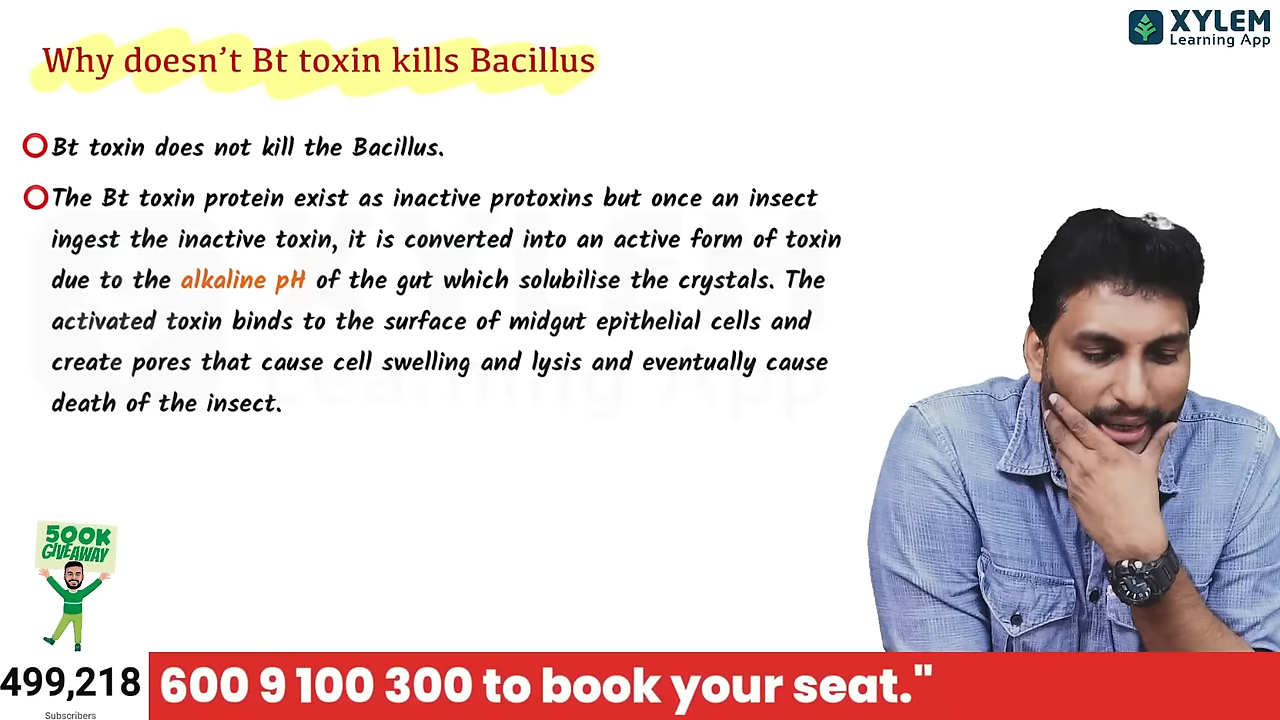 XYLEM
Learning App
Why doesn't Bt toxin kills Bacillus
Bt toxin does not kill the Bacillus.
The Bt toxin protein exist as inactive protoxins but once an insect
ingest the inactive toxin, it is converted into an active form of toxin
due to the alkaline pH of the gut which solubilise the crystals. The
activated toxin binds to the surface of midgut epithelial cells and
create pores that cause cell swelling and lysis and eventually cause
death of the insect.
XYLEM
Learning App
500K
GIVEAWAY
499,218
Subscribers
600 9 100 300 to book your seat."